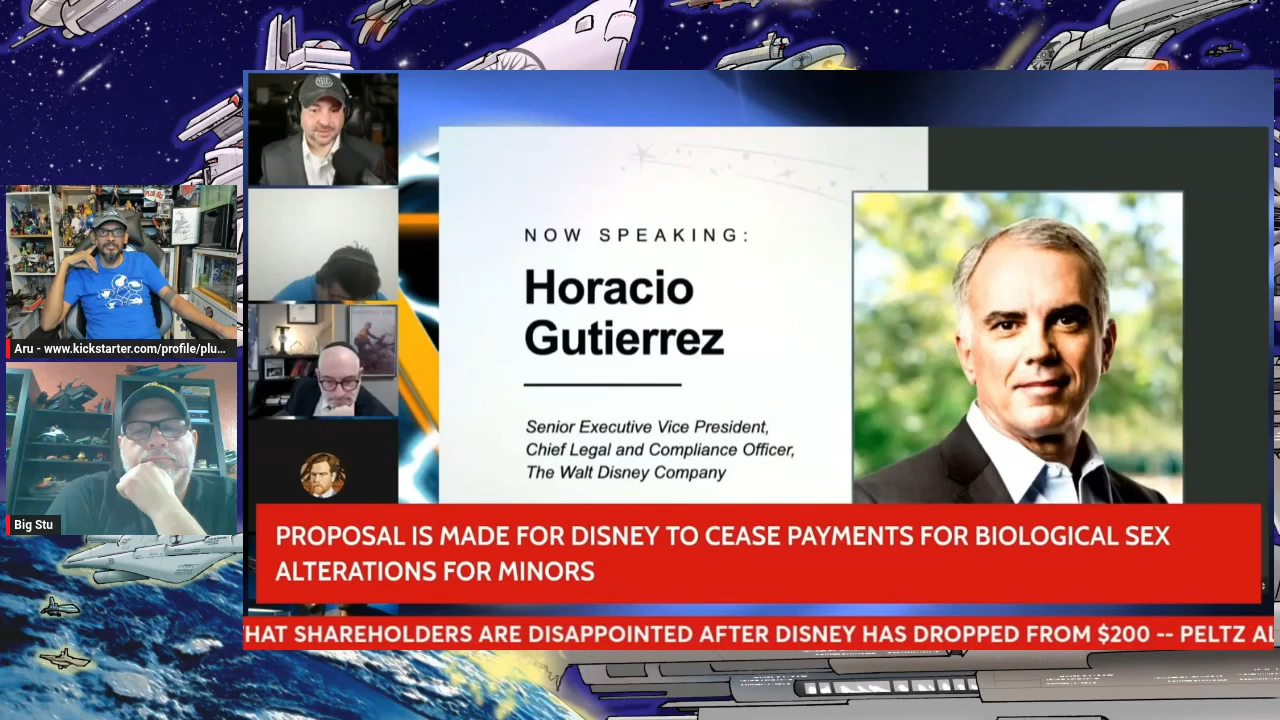 NOW SPEAKING:
Horacio
Gutierrez
Senior Executive Vice President,
Chief Legal and Compliance Officer,
The Walt Disney Company
Aru - www.kickstarter.com/profile/plu...
Big Stu
PROPOSAL IS MADE FOR DISNEY TO CEASE PAYMENTS FOR BIOLOGICAL SEX
ALTERATIONS FOR MINORS
HAT SHAREHOLDERS ARE DISAPPOINTED AFTER DISNEY HAS DROPPED FROM $200 -- PELTZ AL